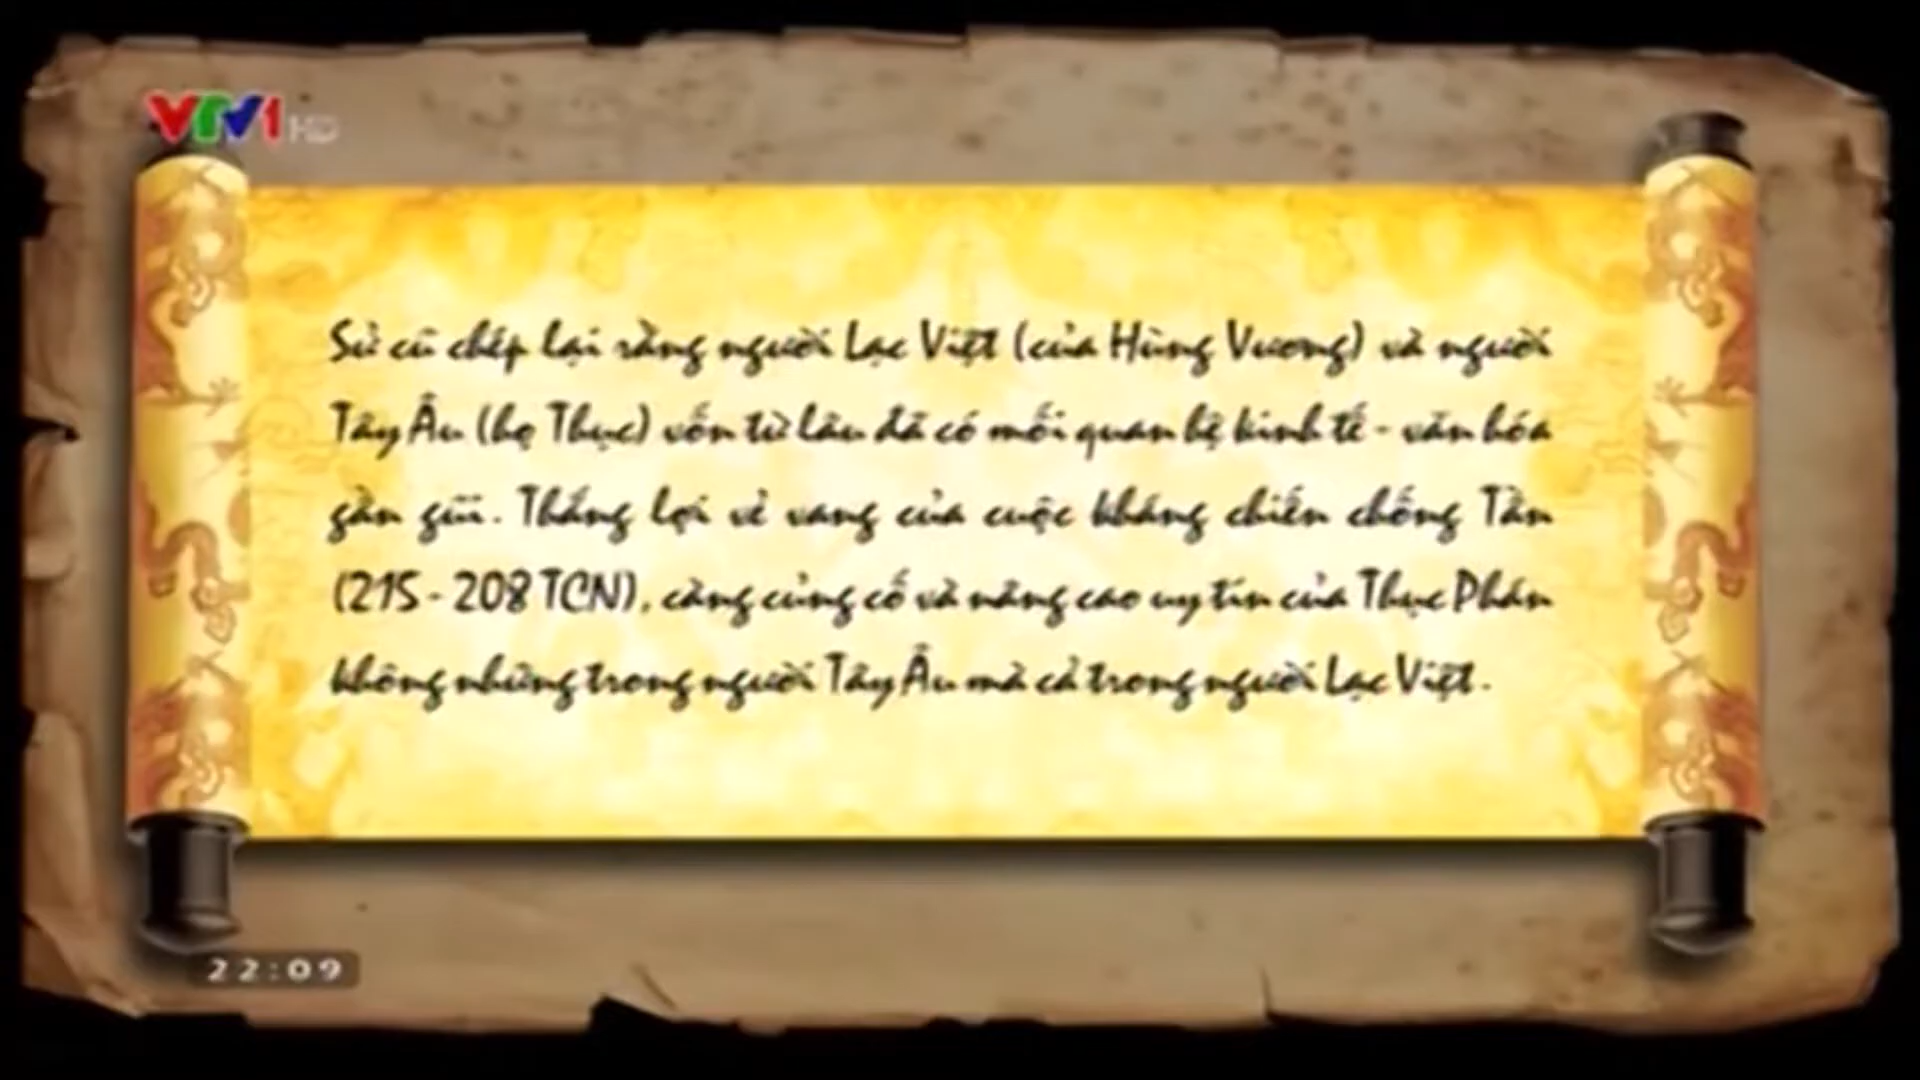 VTV1 HD
Sử cũ chép lại rằng người Lạc Việt (của Hùng Vương) và người
Tây Âu (họ Thục) vốn từ lâu đã có mối quan hệ kinh tế - văn hóa
gần gũi. Thắng lợi vẻ vang của cuộc kháng chiến chống Tần
(215 - 208 TCN), càng củng cố và nâng cao uy tín của Thục Phán
không những trong người Tây Âu mà cả trong người Lạc Việt.
22:09